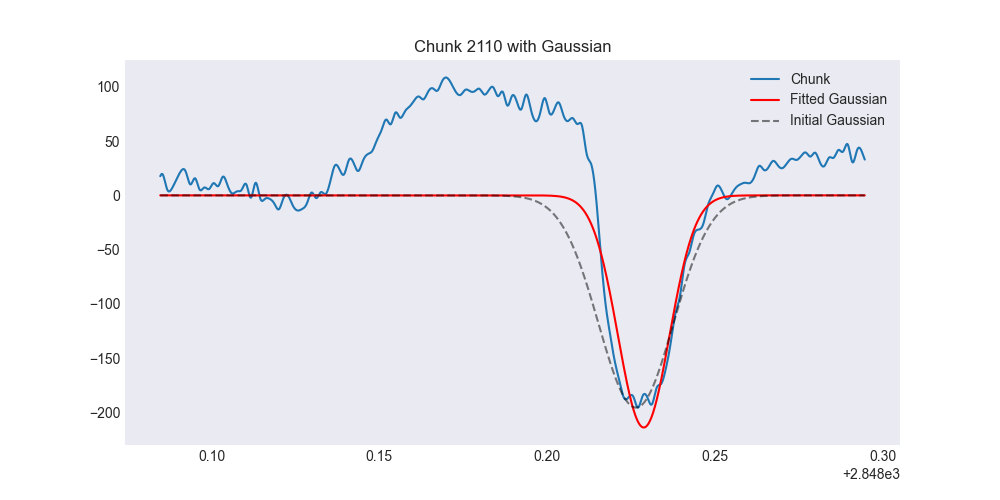 Chunk 2110 with Gaussian
Chunk
Fitted Gaussian
Initial Gaussian
100
50
0
−50
−100
−150
−200
0.10 0.15 0.20 0.25 0.30
+2.848e3